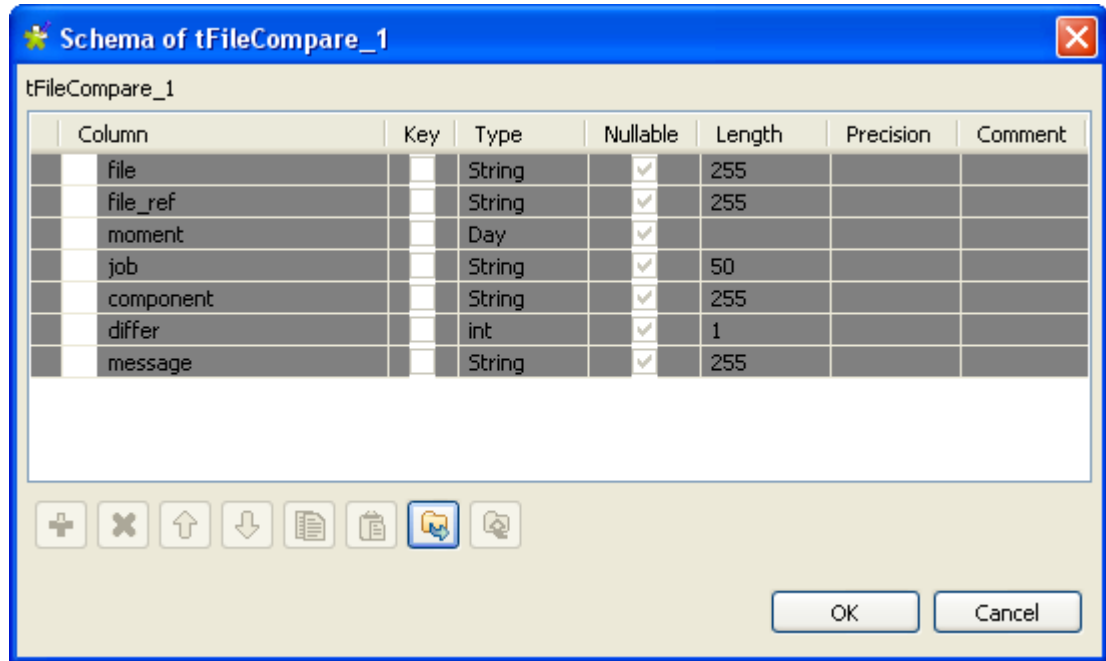 Schema of tFileCompare_1
tFileCompare_1
Column Key Type Nullable Length Precision Comment
file String 255
file_ref String 255
moment Day
job String 50
component String 255
differ int 1
message String 255
OK Cancel